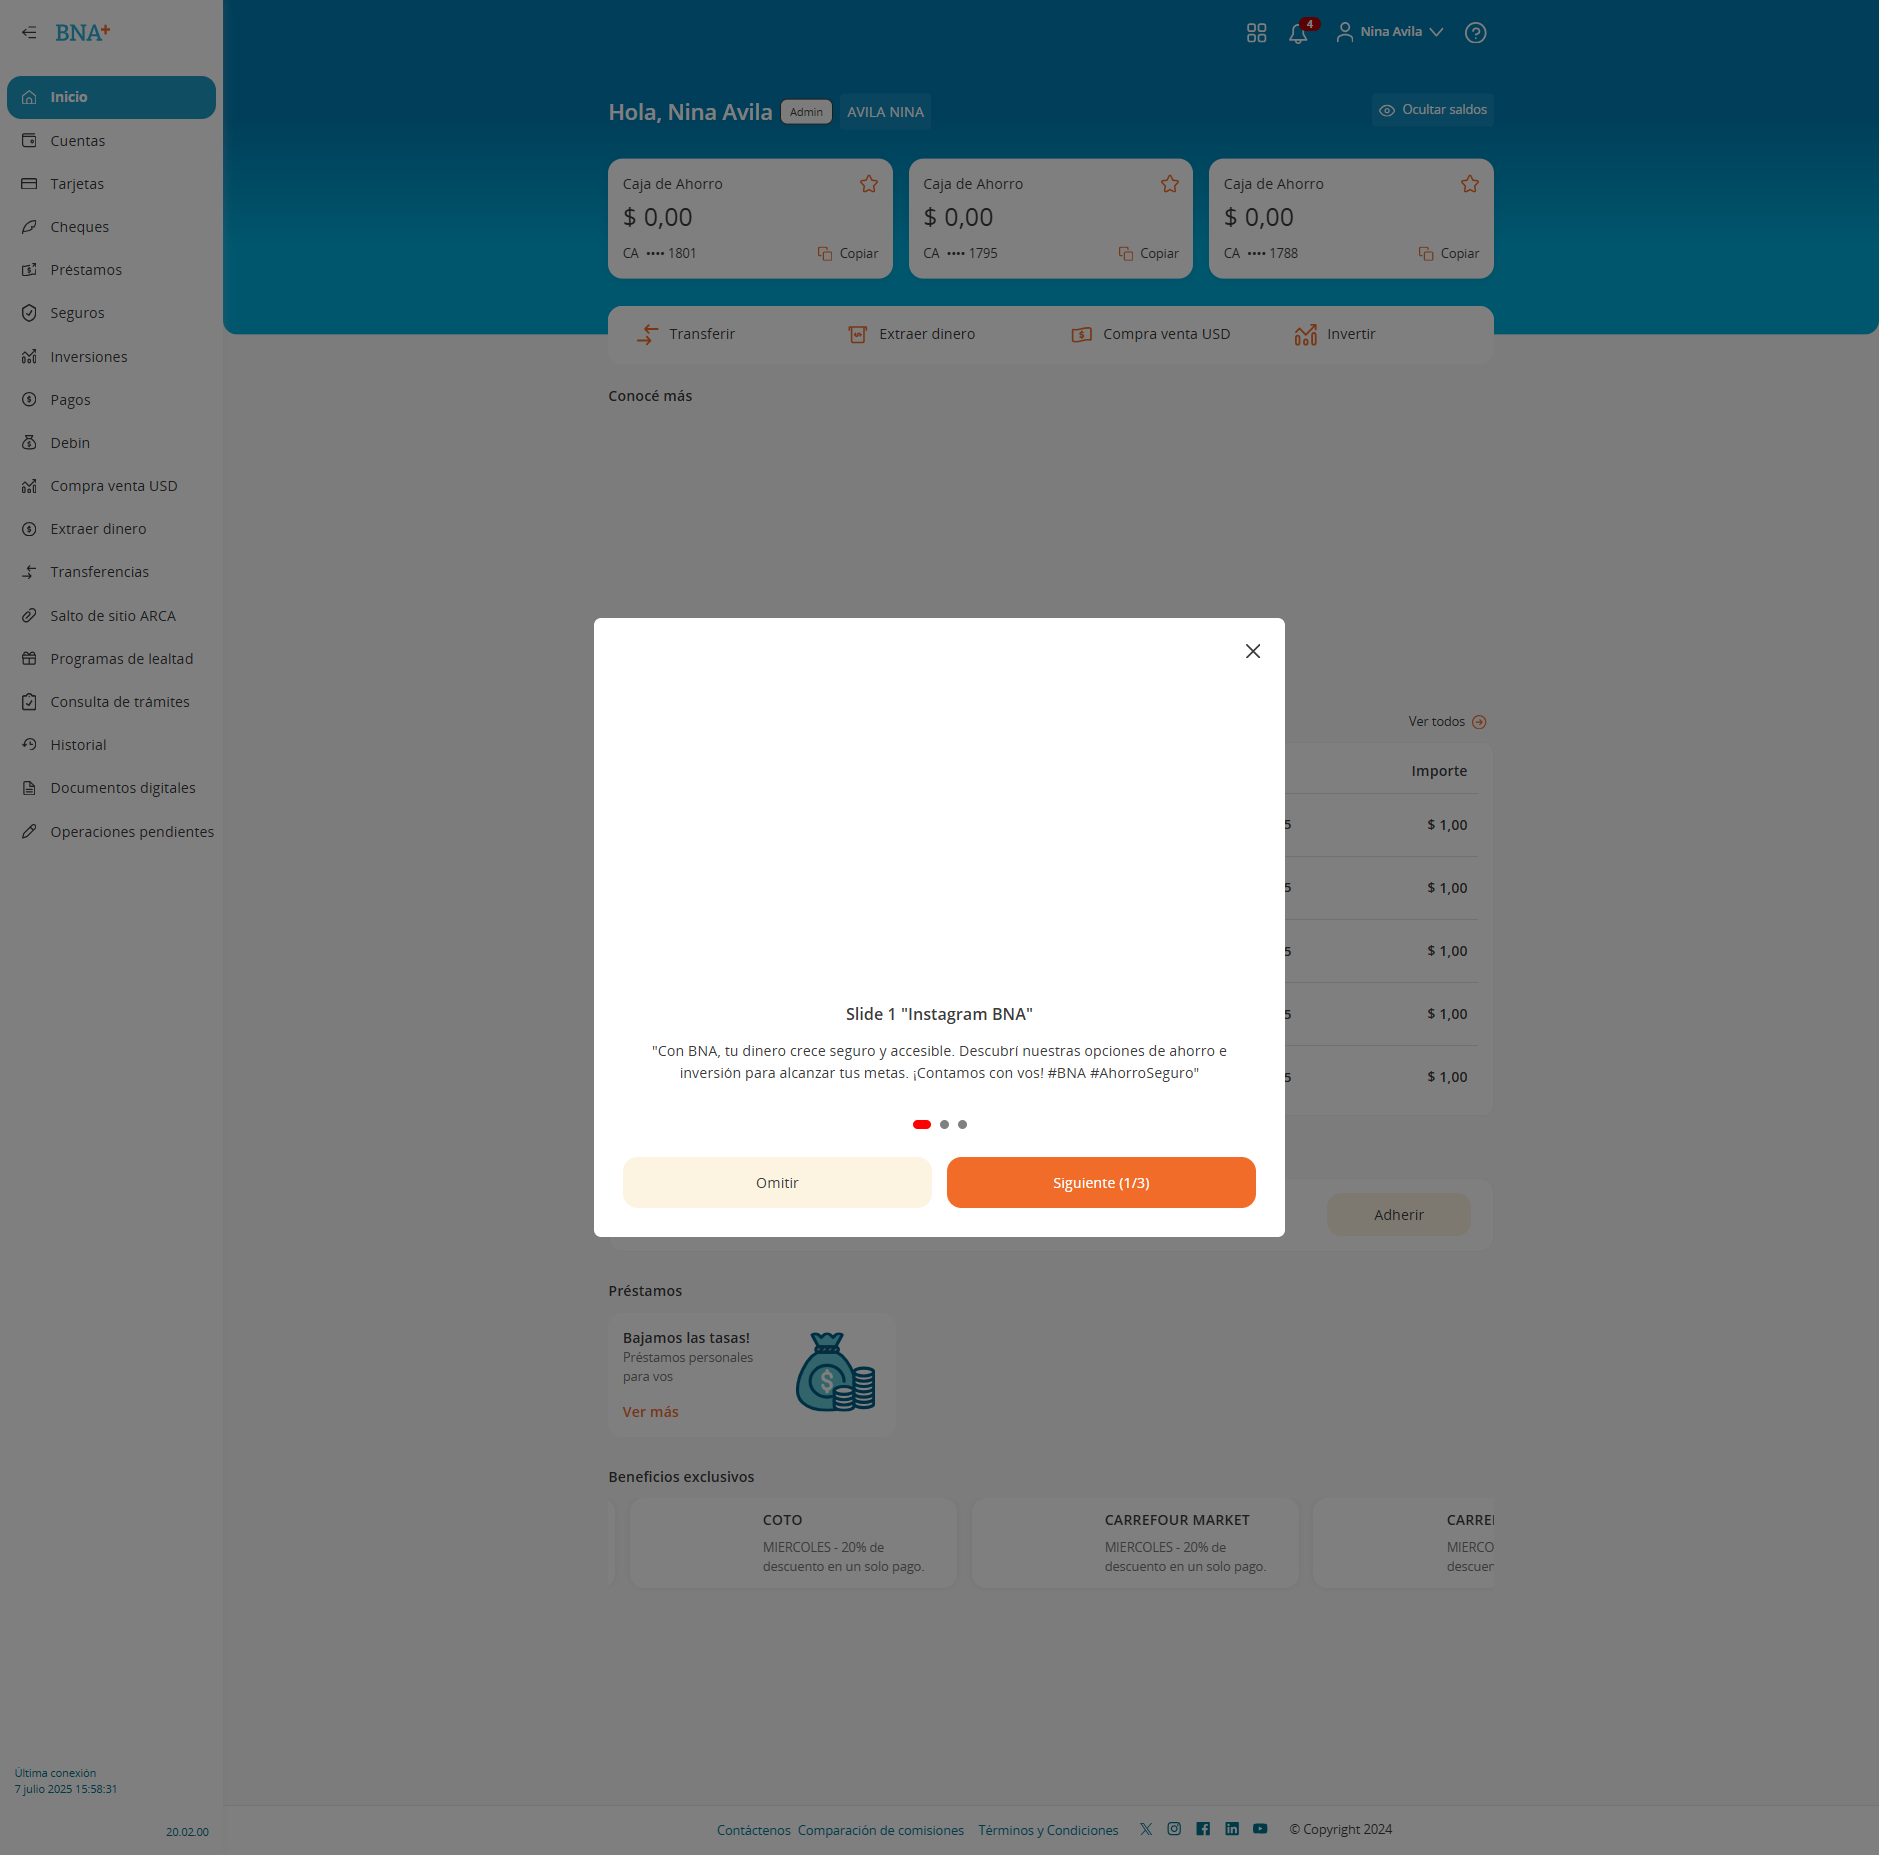 BNA+
4
Nina Avila
Inicio
Cuentas
Tarjetas
Cheques
Préstamos
Seguros
Inversiones
Pagos
Debin
Compra venta USD
Extraer dinero
Transferencias
Salto de sitio ARCA
Programas de lealtad
Consulta de trámites
Historial
Documentos digitales
Operaciones pendientes
Última conexión
7 julio 2025 15:58:31
20.02.00
Hola, Nina Avila Admin AVILA NINA
Ocultar saldos
Caja de Ahorro
$ 0,00
CA •••• 1801 Copiar
Caja de Ahorro
$ 0,00
CA •••• 1795 Copiar
Caja de Ahorro
$ 0,00
CA •••• 1788 Copiar
Transferir Extraer dinero Compra venta USD Invertir
Conocé más
Ver todos
Importe
5 $ 1,00
5 $ 1,00
5 $ 1,00
5 $ 1,00
5 $ 1,00
Slide 1 "Instagram BNA"
"Con BNA, tu dinero crece seguro y accesible. Descubrí nuestras opciones de ahorro e
inversión para alcanzar tus metas. ¡Contamos con vos! #BNA #AhorroSeguro"
Omitir Siguiente (1/3)
Adherir
Préstamos
Bajamos las tasas!
Préstamos personales
para vos
Ver más
Beneficios exclusivos
COTO
MIERCOLES - 20% de
descuento en un solo pago.
CARREFOUR MARKET
MIERCOLES - 20% de
descuento en un solo pago.
CARRE
MIERCO
descuen
Contáctenos Comparación de comisiones Términos y Condiciones © Copyright 2024